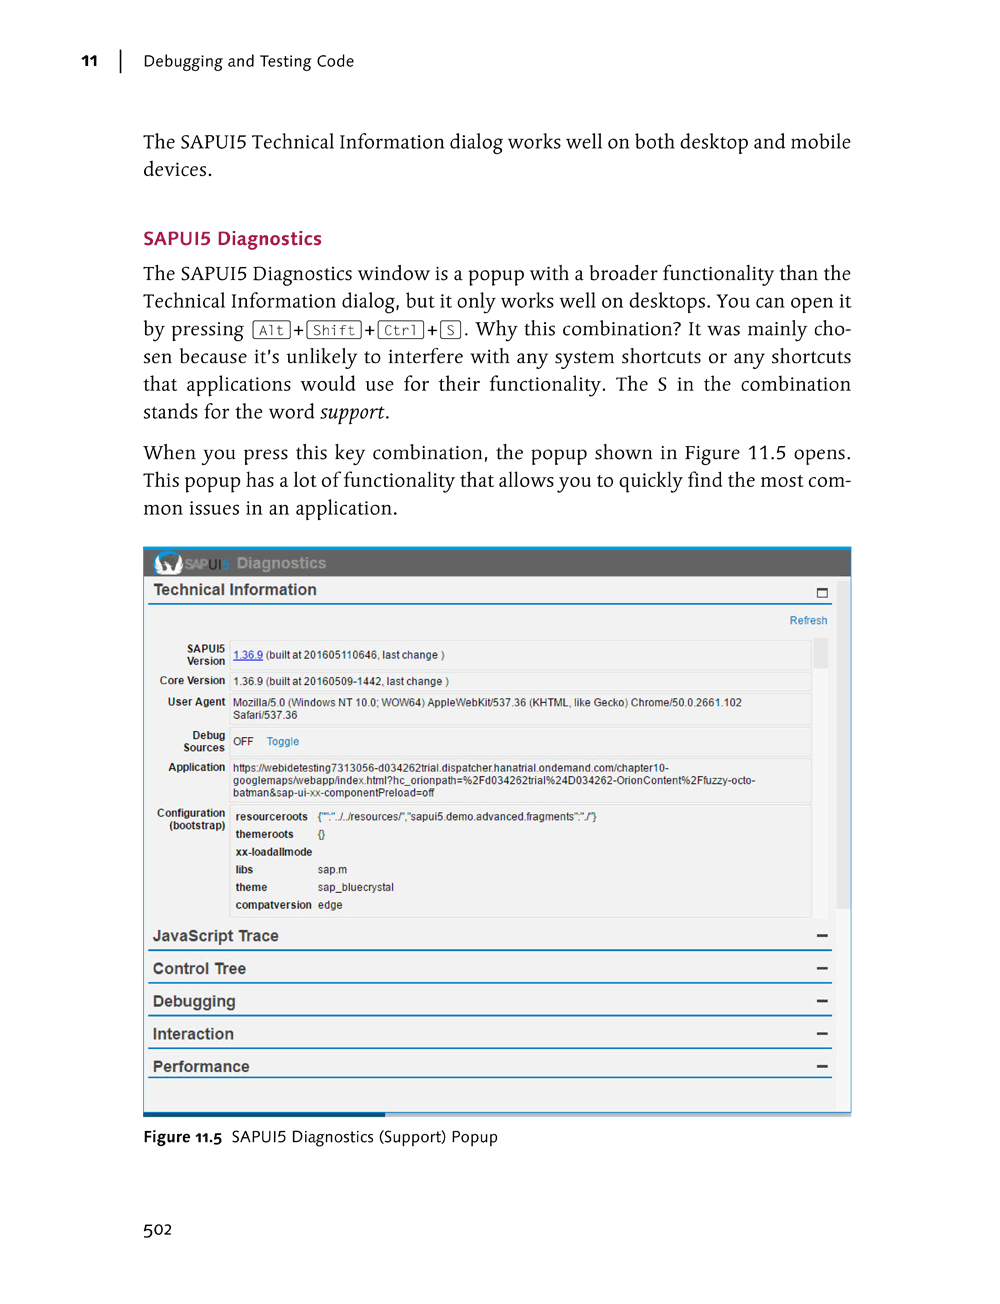 11 | Debugging and Testing Code
The SAPUI5 Technical Information dialog works well on both desktop and mobile
devices.
SAPUI5 Diagnostics
The SAPUI5 Diagnostics window is a popup with a broader functionality than the
Technical Information dialog, but it only works well on desktops. You can open it
by pressing Alt+Shift+Ctrl+S. Why this combination? It was mainly cho-
sen because it's unlikely to interfere with any system shortcuts or any shortcuts
that applications would use for their functionality. The S in the combination
stands for the word support.
When you press this key combination, the popup shown in Figure 11.5 opens.
This popup has a lot of functionality that allows you to quickly find the most com-
mon issues in an application.
SAPUI5 Diagnostics
Technical Information
Refresh
SAPUI5
Version 1.36.9 (built at 201605110646, last change )
Core Version 1.36.9 (built at 20160509-1442, last change )
User Agent Mozilla/5.0 (Windows NT 10.0; WOW64) AppleWebKit/537.36 (KHTML, like Gecko) Chrome/50.0.2661.102
Safari/537.36
Debug
Sources OFF Toggle
Application https://webidetesting7313056-d034262trial.dispatcher.hanatrial.ondemand.com/chapter10-
googlemaps/webapp/index.html?hc_orionpath=%2Fd034262trial%24D034262-OrionContent%2Ffuzzy-octo-
batman&sap-ui-xx-componentPreload=off
Configuration
(bootstrap)
resourceroots {"":"../../resources/","sapui5.demo.advanced.fragments":"./"}
themeroots {}
xx-loadallmode
libs sap.m
theme sap_bluecrystal
compatversion edge
JavaScript Trace
Control Tree
Debugging
Interaction
Performance
Figure 11.5 SAPUI5 Diagnostics (Support) Popup
502